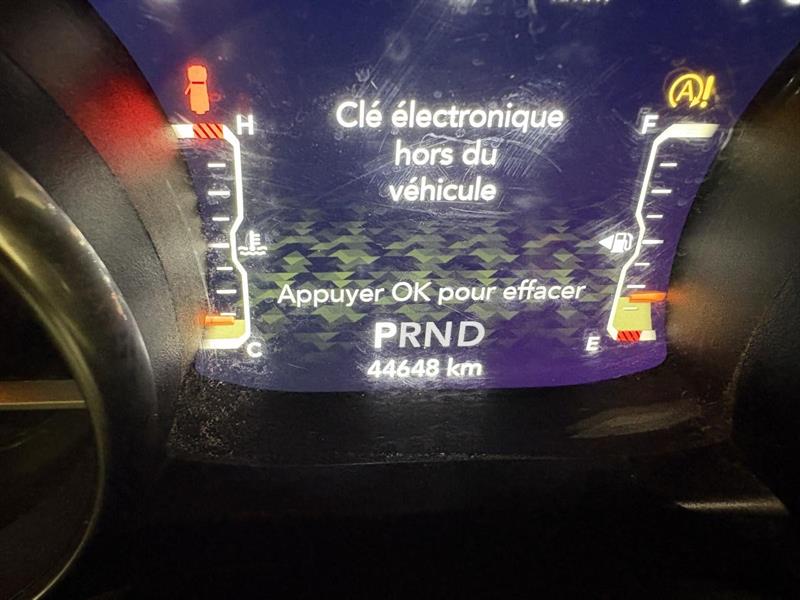 H
F
Clé électronique
hors du
véhicule
Appuyer OK pour effacer
C
PRND
E
44648 km